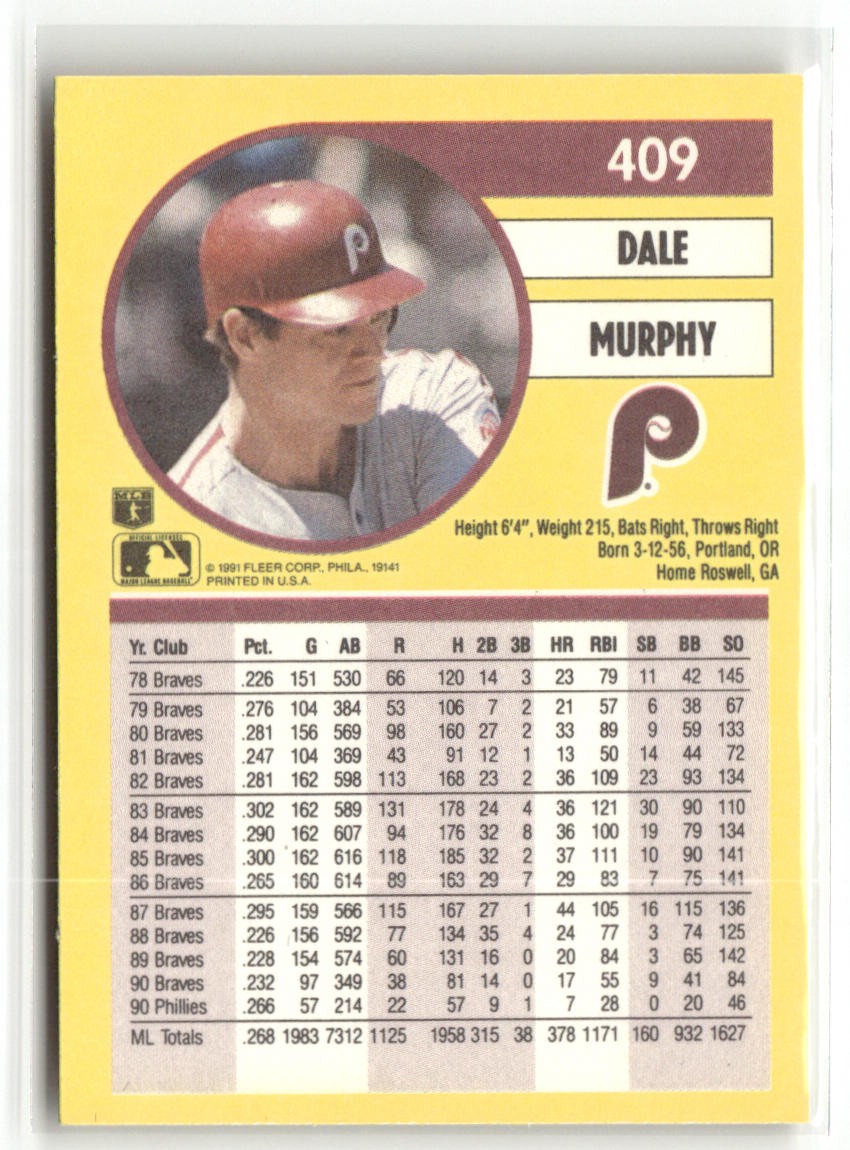 409
DALE
MURPHY
P
P
Height 6'4", Weight 215, Bats Right, Throws Right
Born 3-12-56, Portland, OR
Home Roswell, GA
MLB
OFFICIAL LICENSEE
MAJOR LEAGUE BASEBALL
© 1991 FLEER CORP., PHILA., 19141
PRINTED IN U.S.A.
Yr. Club Pct. G AB R H 2B 3B HR RBI SB BB SO
78 Braves .226 151 530 66 120 14 3 23 79 11 42 145
79 Braves .276 104 384 53 106 7 2 21 57 6 38 67
80 Braves .281 156 569 98 160 27 2 33 89 9 59 133
81 Braves .247 104 369 43 91 12 1 13 50 14 44 72
82 Braves .281 162 598 113 168 23 2 36 109 23 93 134
83 Braves .302 162 589 131 178 24 4 36 121 30 90 110
84 Braves .290 162 607 94 176 32 8 36 100 19 79 134
85 Braves .300 162 616 118 185 32 2 37 111 10 90 141
86 Braves .265 160 614 89 163 29 7 29 83 7 75 141
87 Braves .295 159 566 115 167 27 1 44 105 16 115 136
88 Braves .226 156 592 77 134 35 4 24 77 3 74 125
89 Braves .228 154 574 60 131 16 0 20 84 3 65 142
90 Braves .232 97 349 38 81 14 0 17 55 9 41 84
90 Phillies .266 57 214 22 57 9 1 7 28 0 20 46
ML Totals .268 1983 7312 1125 1958 315 38 378 1171 160 932 1627